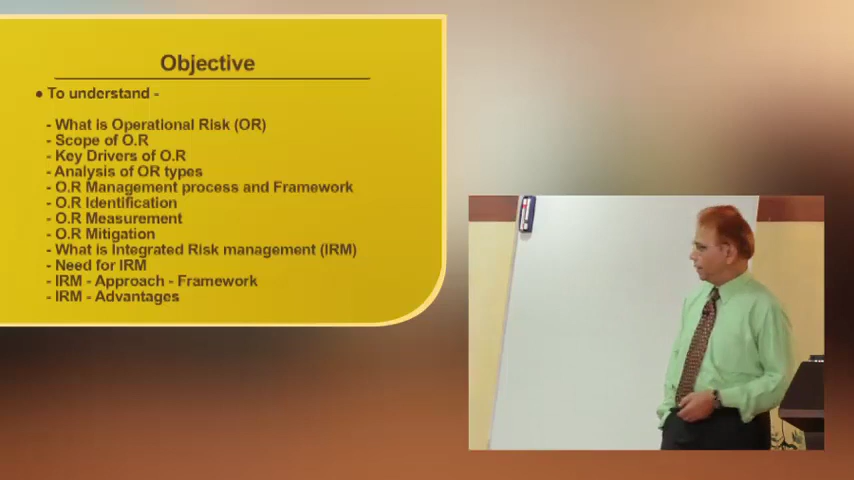 Objective
● To understand -
- What is Operational Risk (OR)
- Scope of O.R
- Key Drivers of O.R
- Analysis of OR types
- O.R Management process and Framework
- O.R Identification
- O.R Measurement
- O.R Mitigation
- What is Integrated Risk management (IRM)
- Need for IRM
- IRM - Approach - Framework
- IRM - Advantages